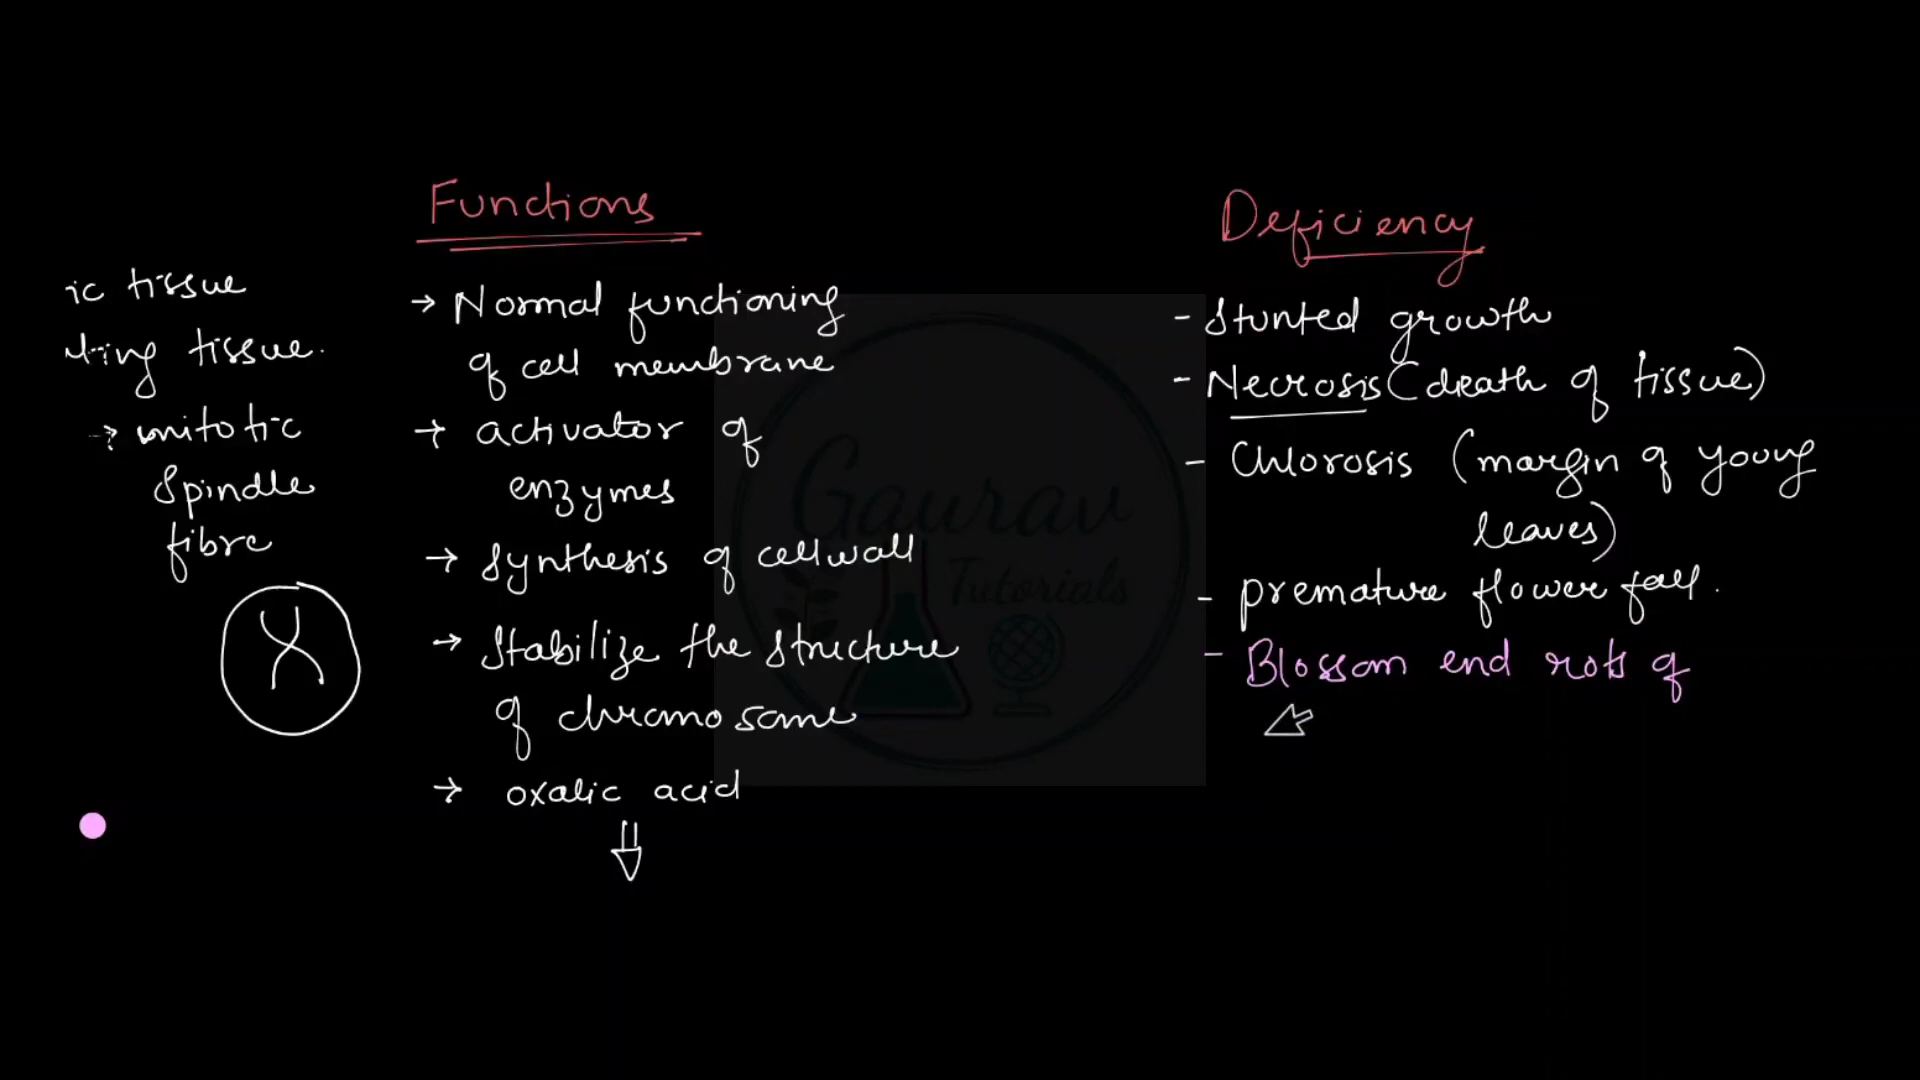 Functions
Deficiency
ic tissue
ting tissue.
→ mitotic
Spindle
fibre
→ Normal functioning
of cell membrane
→ activator of
enzymes
→ synthesis of cellwall
→ Stabilize the structure
of chromosome
→ oxalic acid
- Stunted growth
- Necrosis (death of tissue)
- Chlorosis (margin of young
leaves)
- premature flower fall.
- Blossom end rots of
Gaurav
Tutorials